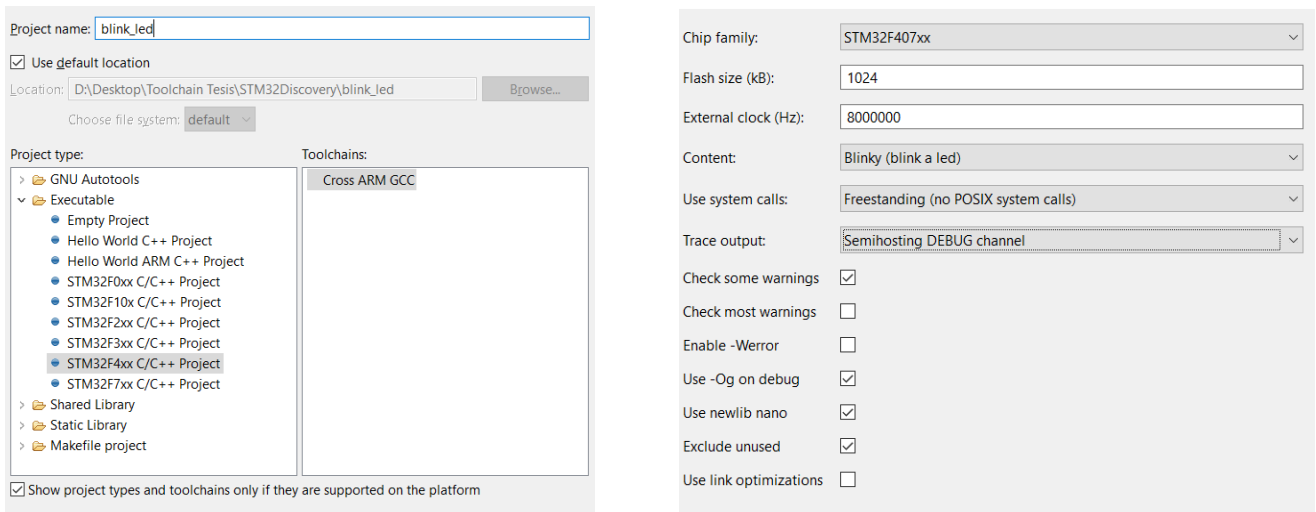 Project name: blink_led
Use default location
Location: D:\Desktop\Toolchain Tesis\STM32Discovery\blink_led Browse...
Choose file system: default
Project type:
GNU Autotools
Executable
Empty Project
Hello World C++ Project
Hello World ARM C++ Project
STM32F0xx C/C++ Project
STM32F10x C/C++ Project
STM32F2xx C/C++ Project
STM32F3xx C/C++ Project
STM32F4xx C/C++ Project
STM32F7xx C/C++ Project
Shared Library
Static Library
Makefile project
Toolchains:
Cross ARM GCC
Show project types and toolchains only if they are supported on the platform
Chip family: STM32F407xx
Flash size (kB): 1024
External clock (Hz): 8000000
Content: Blinky (blink a led)
Use system calls: Freestanding (no POSIX system calls)
Trace output: Semihosting DEBUG channel
Check some warnings
Check most warnings
Enable -Werror
Use -Og on debug
Use newlib nano
Exclude unused
Use link optimizations